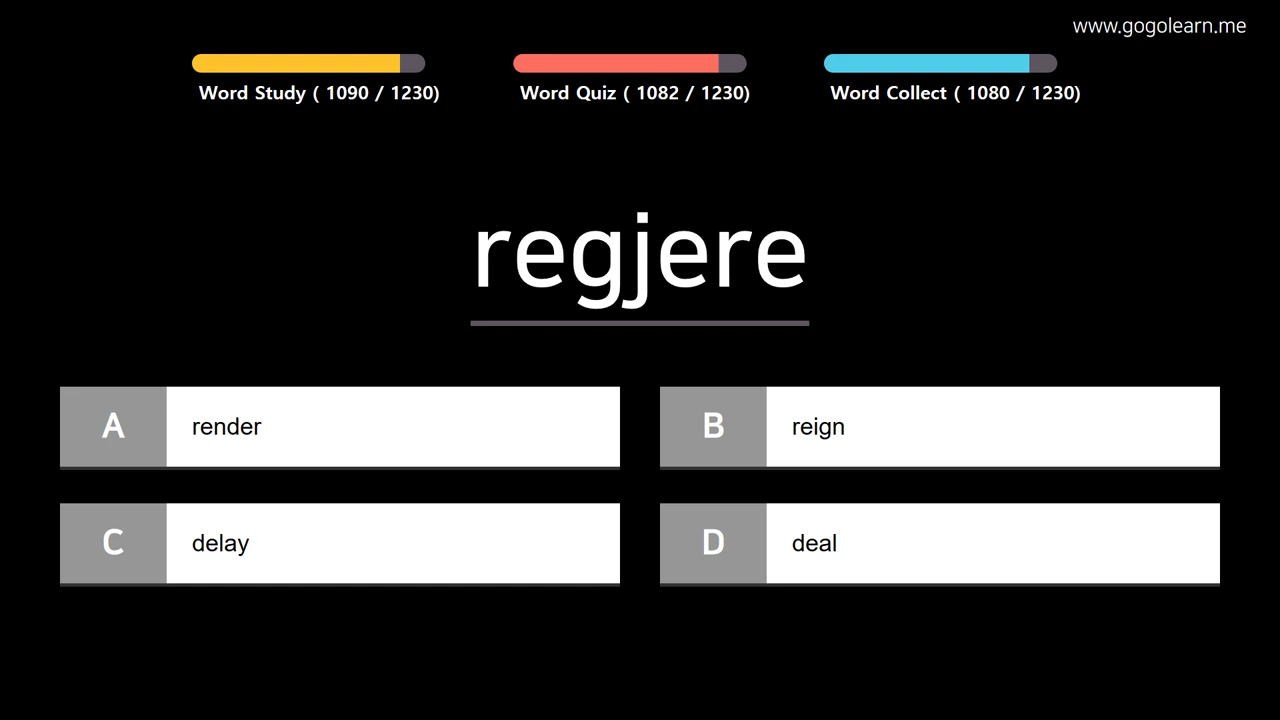 www.gogolearn.me
Word Study ( 1090 / 1230)
Word Quiz ( 1082 / 1230)
Word Collect ( 1080 / 1230)
regjere
A render
B reign
C delay
D deal